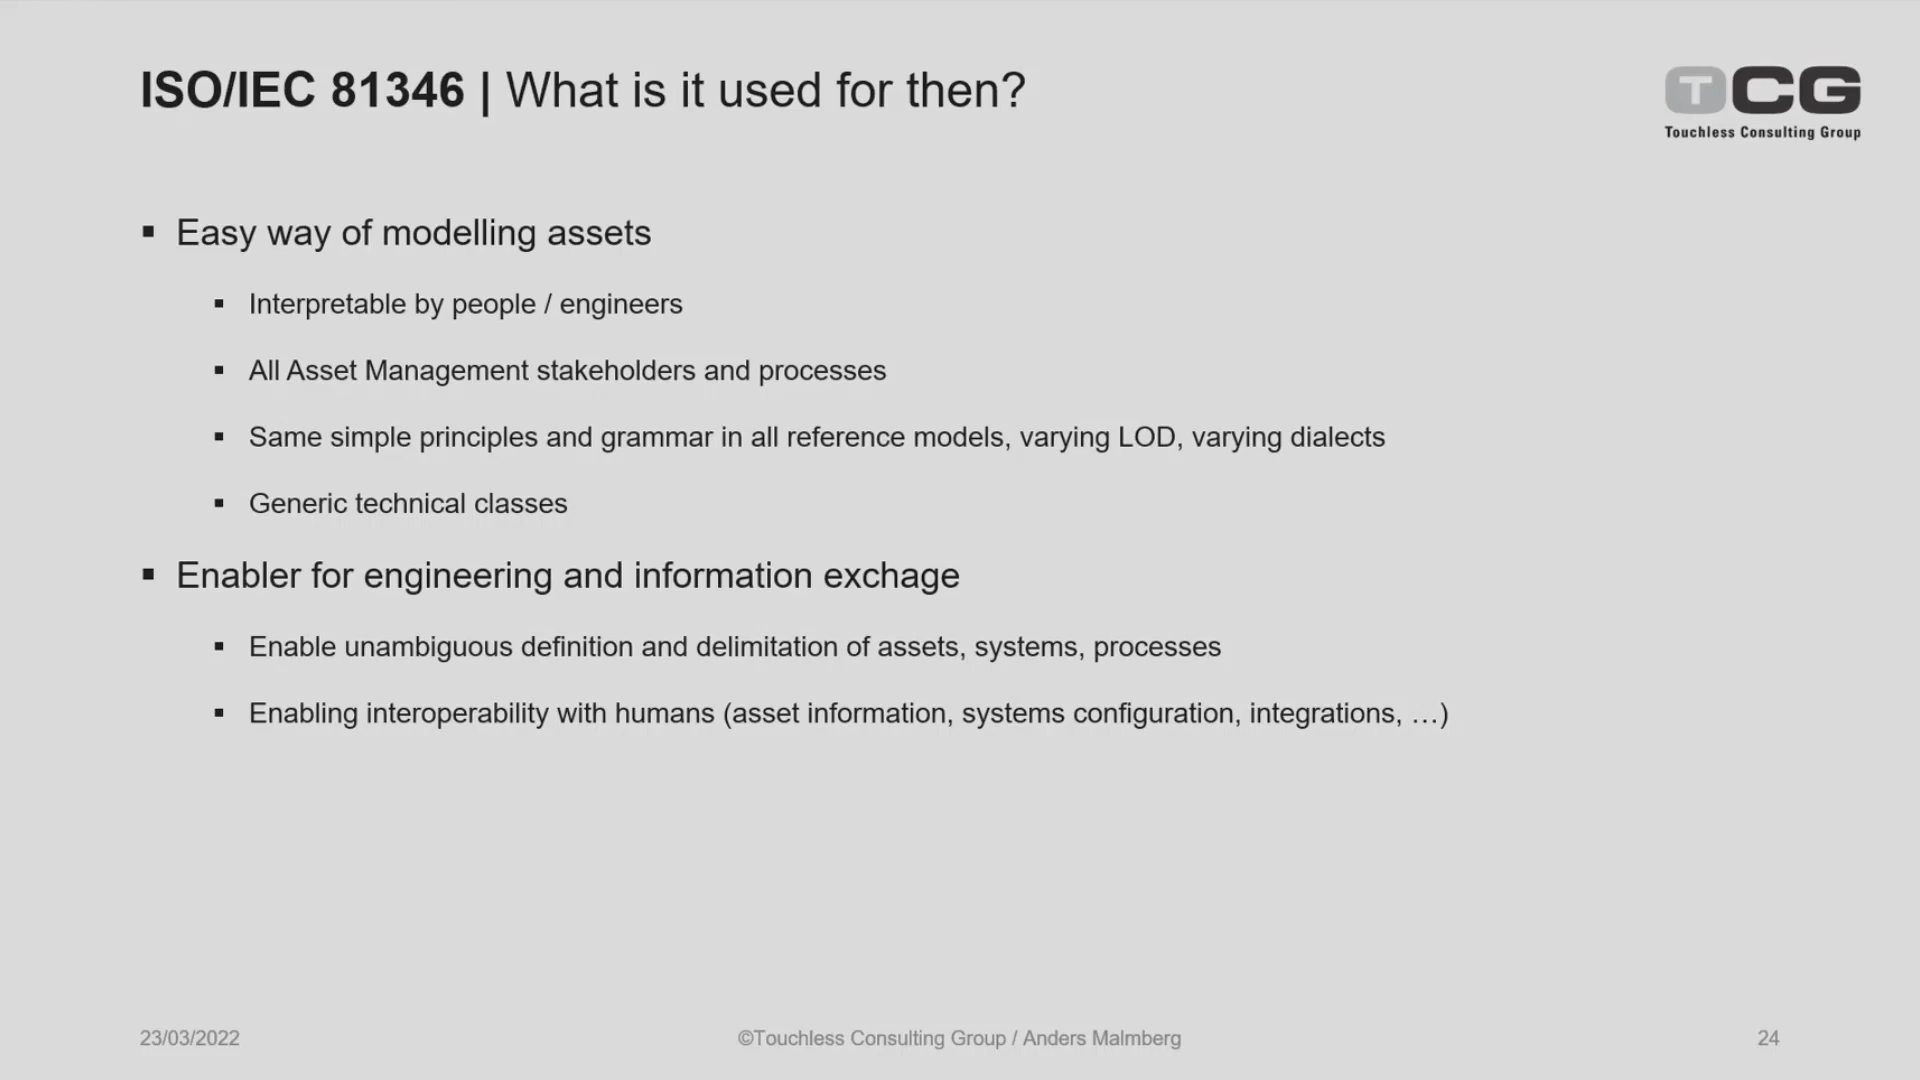 ISO/IEC 81346 | What is it used for then?
TCG
Touchless Consulting Group
▪ Easy way of modelling assets
▪ Interpretable by people / engineers
▪ All Asset Management stakeholders and processes
▪ Same simple principles and grammar in all reference models, varying LOD, varying dialects
▪ Generic technical classes
▪ Enabler for engineering and information exchage
▪ Enable unambiguous definition and delimitation of assets, systems, processes
▪ Enabling interoperability with humans (asset information, systems configuration, integrations, …)
23/03/2022
©Touchless Consulting Group / Anders Malmberg
24